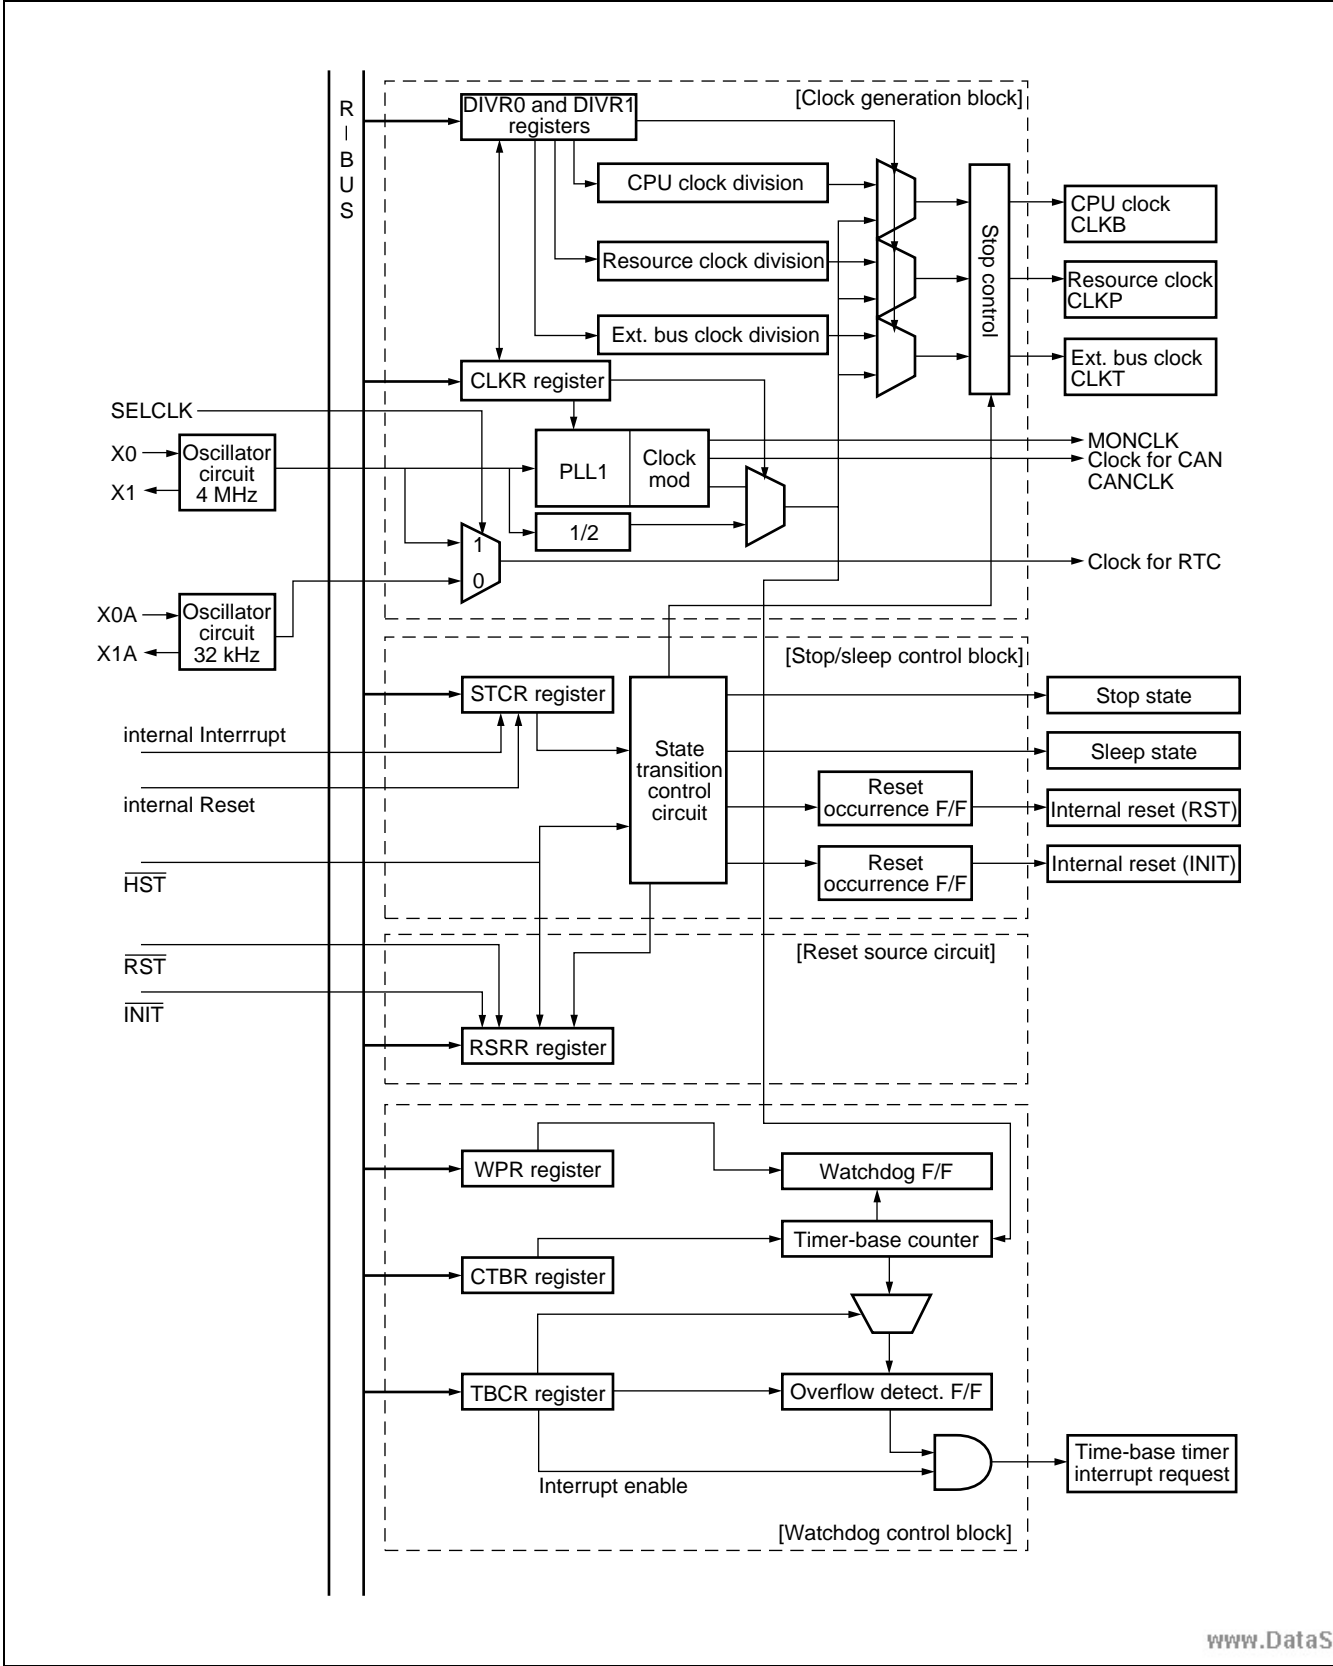 R
I
B
U
S
[Clock generation block]
DIVR0 and DIVR1
registers
CPU clock division
Stop control
CPU clock
CLKB
Resource clock division
Resource clock
CLKP
Ext. bus clock division
Ext. bus clock
CLKT
CLKR register
SELCLK
X0
X1
Oscillator
circuit
4 MHz
PLL1
Clock
mod
MONCLK
Clock for CAN
CANCLK
1/2
1
0
Clock for RTC
X0A
X1A
Oscillator
circuit
32 kHz
[Stop/sleep control block]
STCR register
Stop state
internal Interrrupt
State
transition
control
circuit
Sleep state
internal Reset
Reset
occurrence F/F
Internal reset (RST)
HST
Reset
occurrence F/F
Internal reset (INIT)
[Reset source circuit]
RST
INIT
RSRR register
WPR register
Watchdog F/F
Timer-base counter
CTBR register
TBCR register
Overflow detect. F/F
Interrupt enable
Time-base timer
interrupt request
[Watchdog control block]
www.DataS